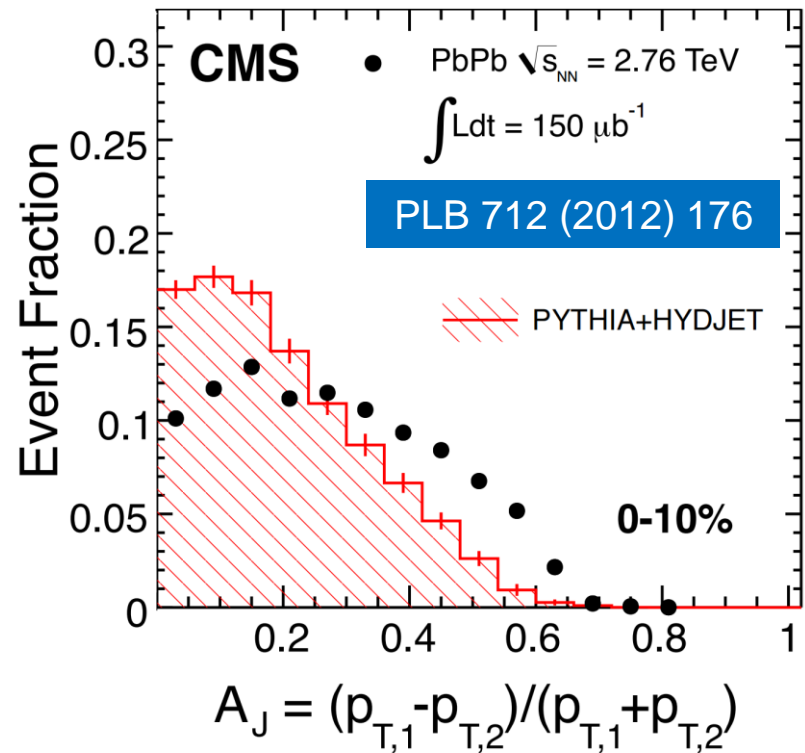 CMS
PbPb √s_NN = 2.76 TeV
∫Ldt = 150 μb⁻¹
PLB 712 (2012) 176
PYTHIA+HYDJET
0-10%
Event Fraction
0.3
0.25
0.2
0.15
0.1
0.05
0
0.2 0.4 0.6 0.8 1
A_J = (p_T,1-p_T,2)/(p_T,1+p_T,2)